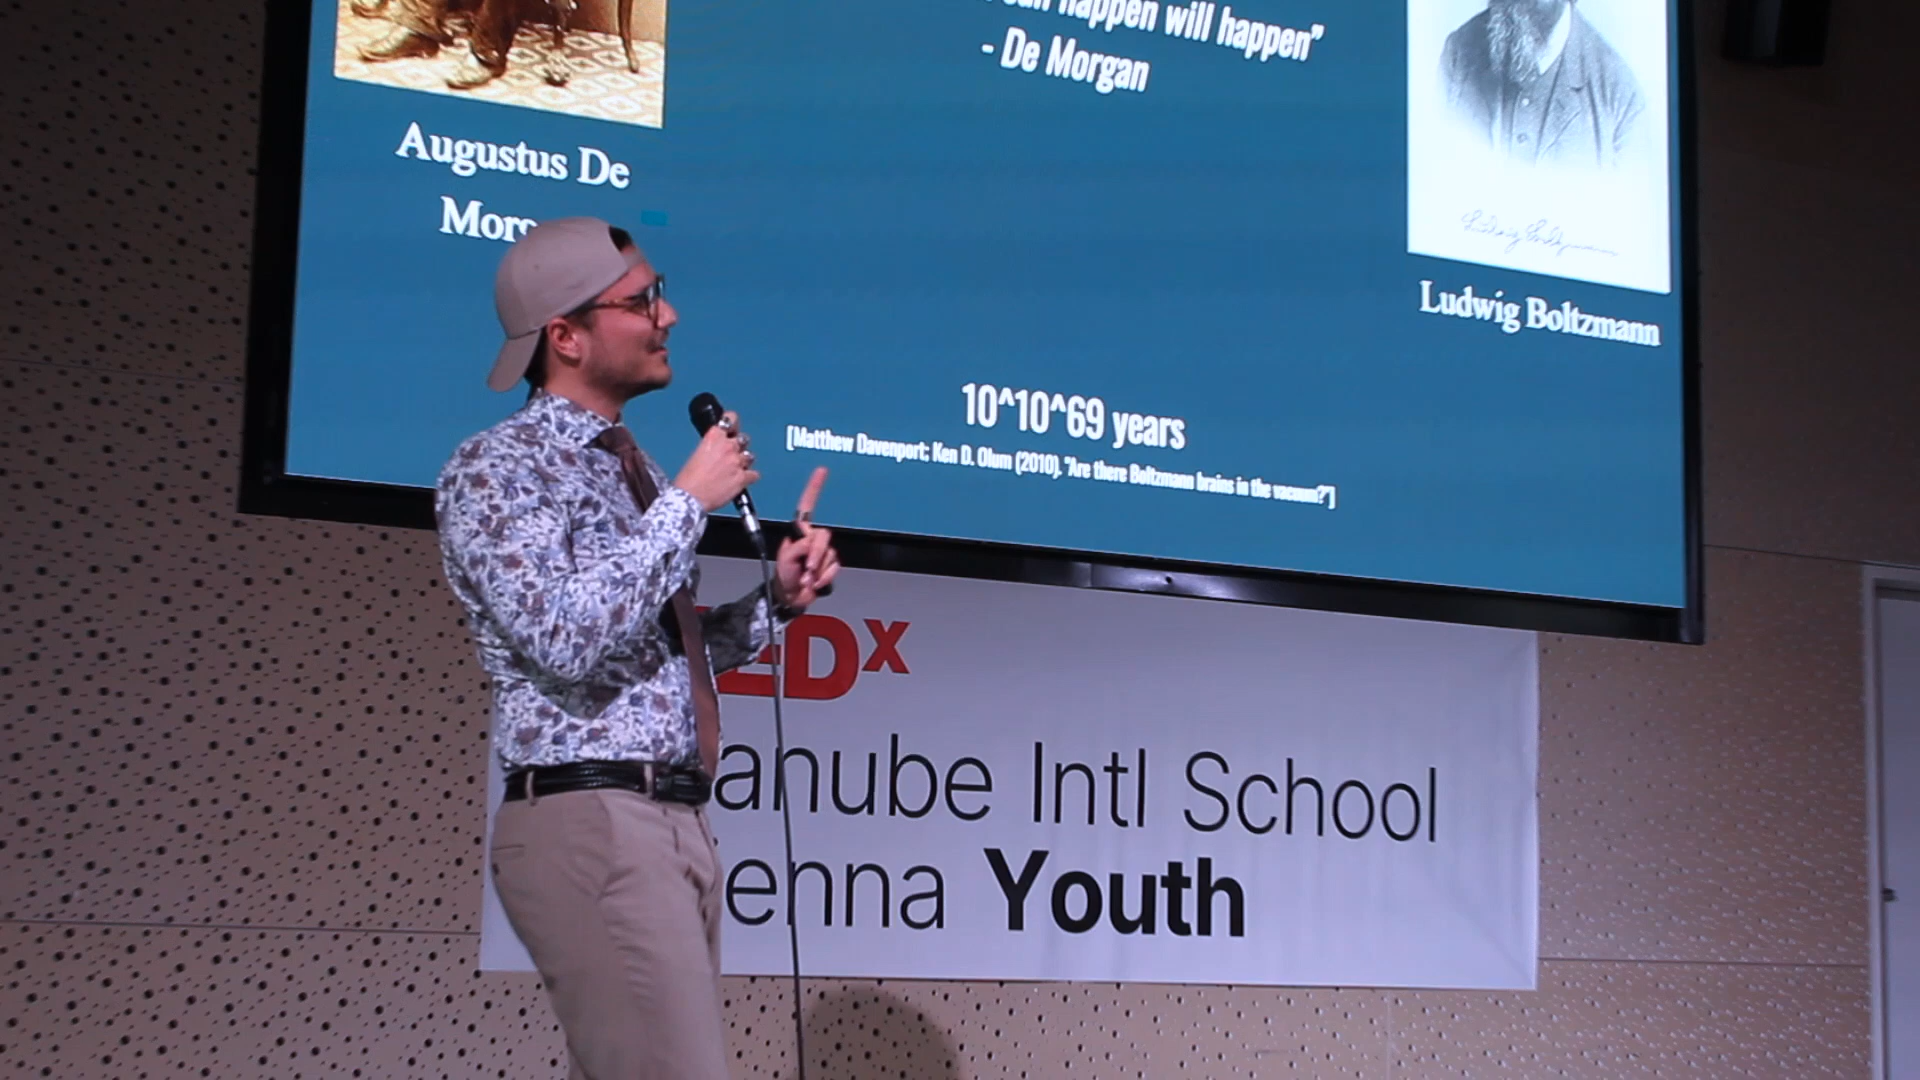 can happen will happen”
- De Morgan
Augustus De
Ludwig Boltzmann
10^10^69 years
[Matthew Davenport; Ken D. Olum (2010). "Are there Boltzmann brains in the vacuum?"]
EDx
anube Intl School
enna Youth